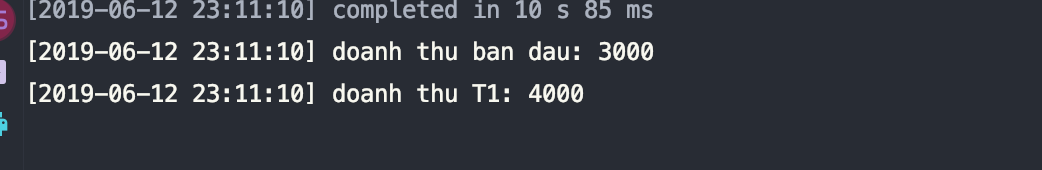 [2019-06-12 23:11:10] completed in 10 s 85 ms
[2019-06-12 23:11:10] doanh thu ban dau: 3000
[2019-06-12 23:11:10] doanh thu T1: 4000